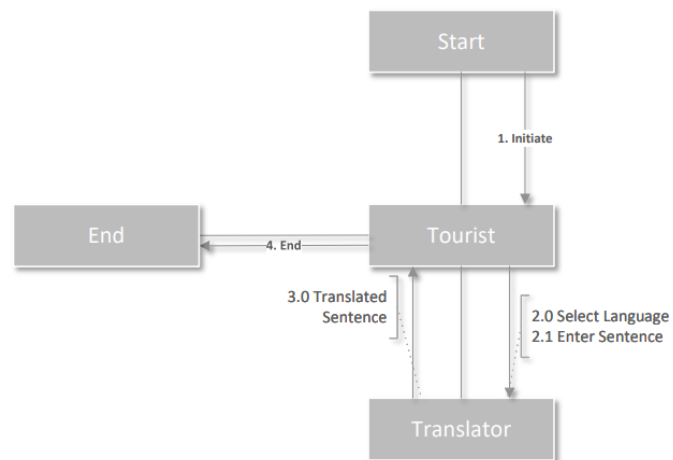 Start
1. Initiate
End
4. End
Tourist
3.0 Translated
Sentence
2.0 Select Language
2.1 Enter Sentence
Translator